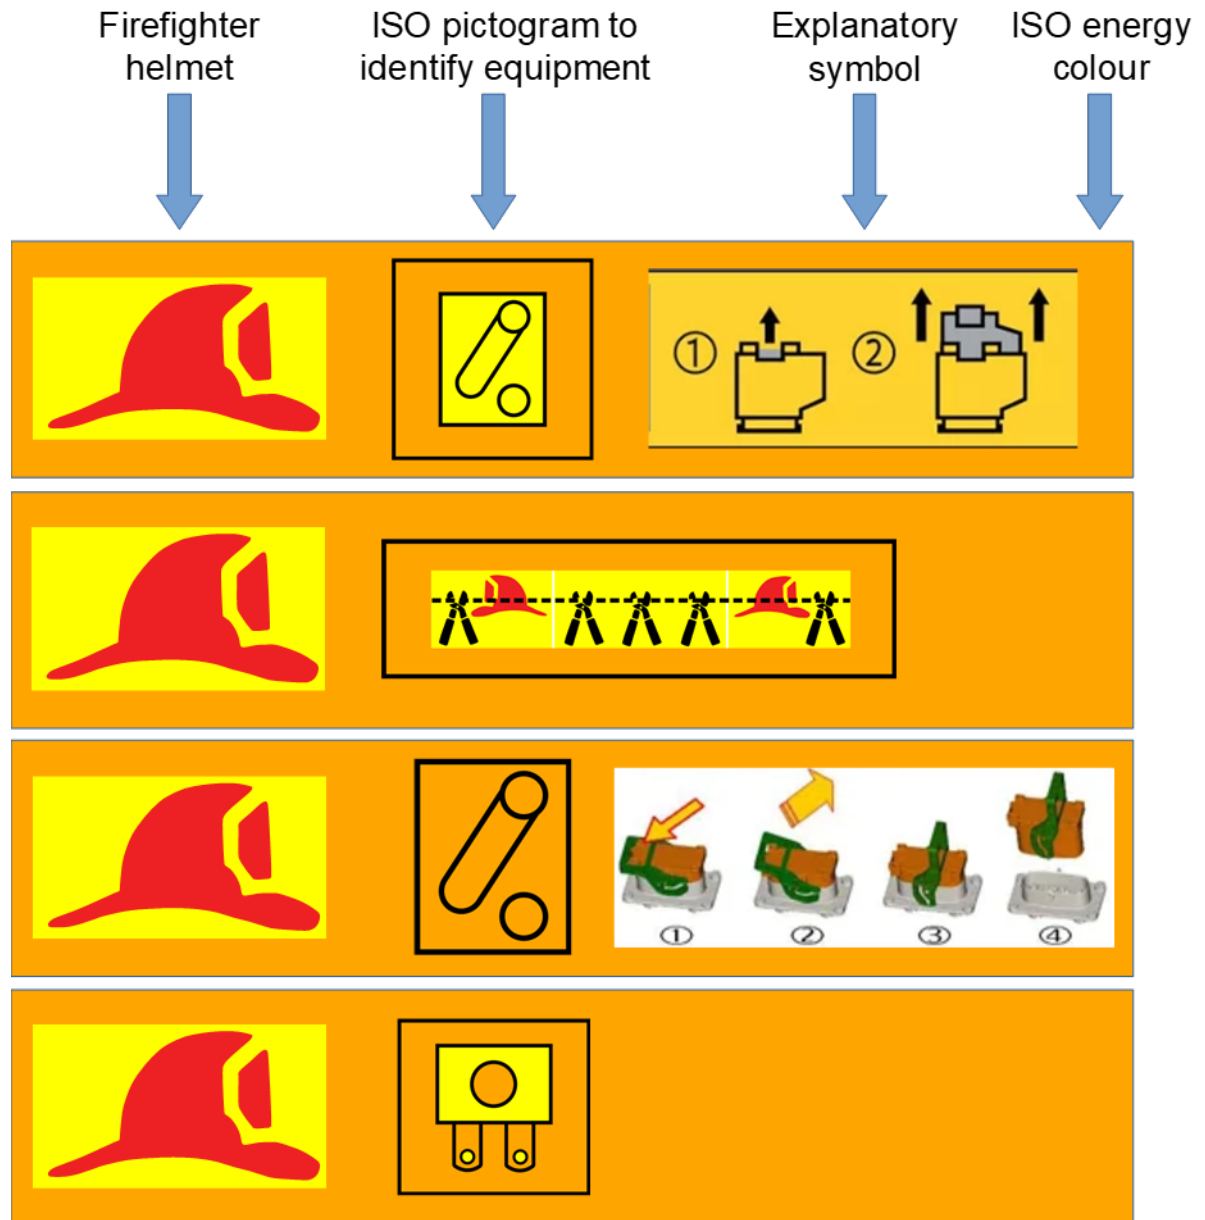 Firefighter
helmet
ISO pictogram to
identify equipment
Explanatory
symbol
ISO energy
colour
① ②
① ② ③ ④